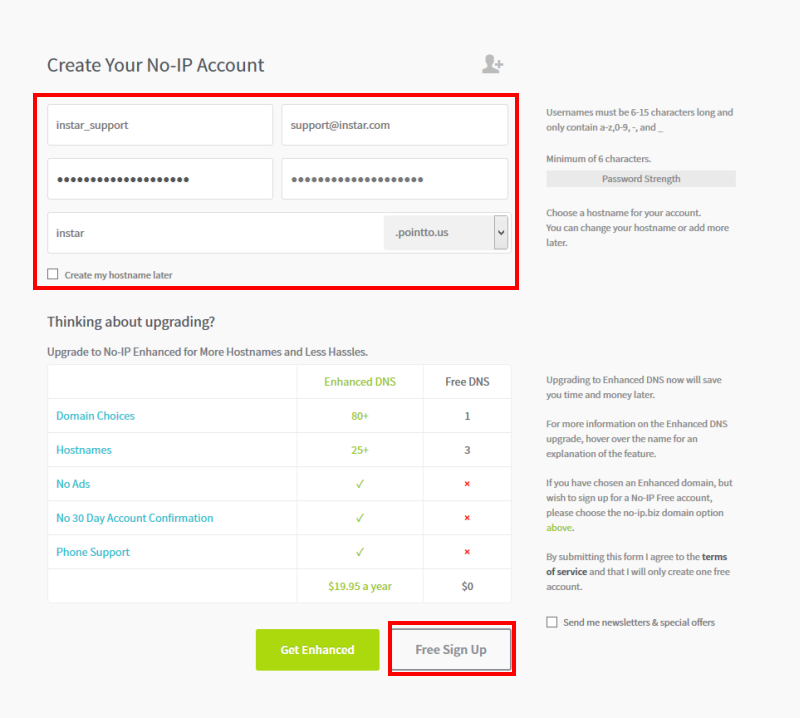 Create Your No-IP Account
instar_support
support@instar.com
Usernames must be 6-15 characters long and
only contain a-z,0-9, -, and _
••••••••••••••••••••
••••••••••••••••••••
Minimum of 6 characters.
Password Strength
instar
.pointto.us
Choose a hostname for your account.
You can change your hostname or add more
later.
Create my hostname later
Thinking about upgrading?
Upgrade to No-IP Enhanced for More Hostnames and Less Hassles.
Enhanced DNS
Free DNS
Domain Choices
80+
1
Hostnames
25+
3
No Ads
✓
×
No 30 Day Account Confirmation
✓
×
Phone Support
✓
×
$19.95 a year
$0
Upgrading to Enhanced DNS now will save
you time and money later.
For more information on the Enhanced DNS
upgrade, hover over the name for an
explanation of the feature.
If you have chosen an Enhanced domain, but
wish to sign up for a No-IP Free account,
please choose the no-ip.biz domain option
above.
By submitting this form I agree to the terms
of service and that I will only create one free
account.
Send me newsletters & special offers
Get Enhanced
Free Sign Up